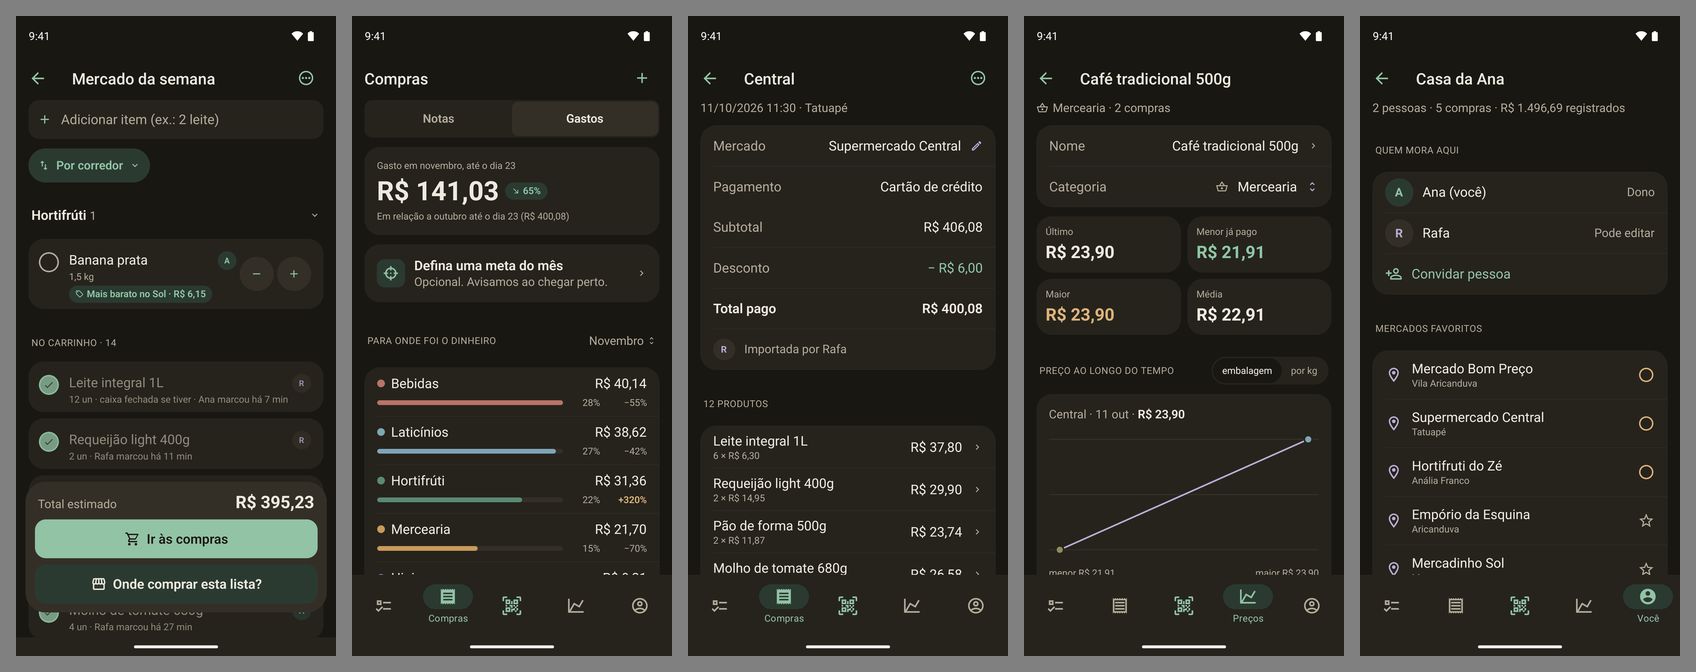 9:41
Mercado da semana
Adicionar item (ex.: 2 leite)
Por corredor
Hortifrúti 1
Banana prata
A
1,5 kg
Mais barato no Sol · R$ 6,15
NO CARRINHO · 14
Leite integral 1L
R
12 un · caixa fechada se tiver · Ana marcou há 7 min
Requeijão light 400g
R
2 un · Rafa marcou há 11 min
Total estimado
R$ 395,23
Ir às compras
Onde comprar esta lista?
Molho de tomate 680g
4 un · Rafa marcou há 27 min
9:41
Compras
Notas
Gastos
Gasto em novembro, até o dia 23
R$ 141,03
65%
Em relação a outubro até o dia 23 (R$ 400,08)
Defina uma meta do mês
Opcional. Avisamos ao chegar perto.
PARA ONDE FOI O DINHEIRO
Novembro
Bebidas
R$ 40,14
28%
−55%
Laticínios
R$ 38,62
27%
−42%
Hortifrúti
R$ 31,36
22%
+320%
Mercearia
R$ 21,70
15%
−70%
Compras
9:41
Central
11/10/2026 11:30 · Tatuapé
Mercado
Supermercado Central
Pagamento
Cartão de crédito
Subtotal
R$ 406,08
Desconto
− R$ 6,00
Total pago
R$ 400,08
R
Importada por Rafa
12 PRODUTOS
Leite integral 1L
R$ 37,80
6 × R$ 6,30
Requeijão light 400g
R$ 29,90
2 × R$ 14,95
Pão de forma 500g
R$ 23,74
2 × R$ 11,87
Molho de tomate 680g
R$ 26,58
Compras
9:41
Café tradicional 500g
Mercearia · 2 compras
Nome
Café tradicional 500g
Categoria
Mercearia
Último
R$ 23,90
Menor já pago
R$ 21,91
Maior
R$ 23,90
Média
R$ 22,91
PREÇO AO LONGO DO TEMPO
embalagem
por kg
Central · 11 out · R$ 23,90
menor R$ 21,91
maior R$ 23,90
Preços
9:41
Casa da Ana
2 pessoas · 5 compras · R$ 1.496,69 registrados
QUEM MORA AQUI
A
Ana (você)
Dono
R
Rafa
Pode editar
Convidar pessoa
MERCADOS FAVORITOS
Mercado Bom Preço
Vila Aricanduva
Supermercado Central
Tatuapé
Hortifruti do Zé
Anália Franco
Empório da Esquina
Aricanduva
Mercadinho Sol
Você